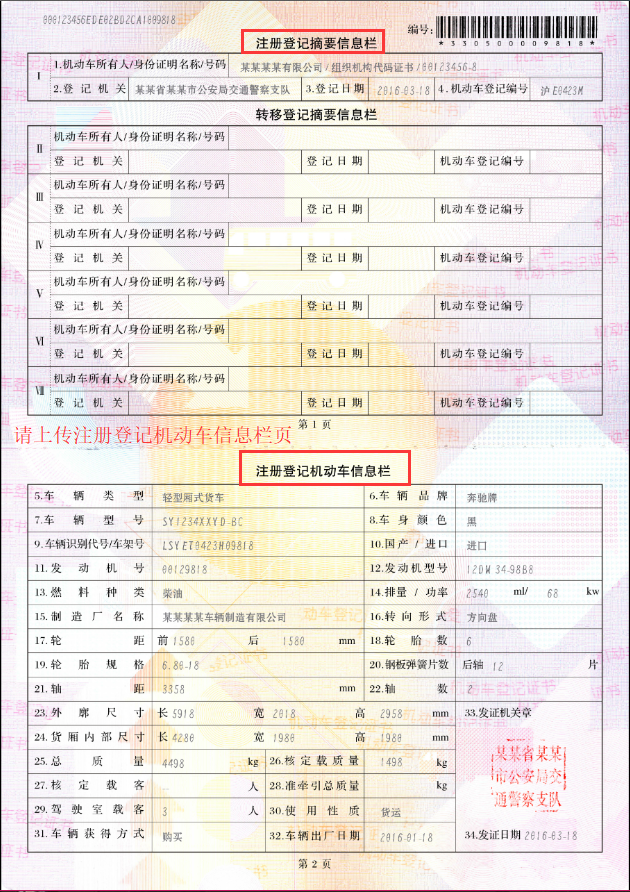 000123456EDE02BD2CA1809818
编号:
*330500009818*
注册登记摘要信息栏
I 1.机动车所有人/身份证明名称/号码 某某某某有限公司/组织机构代码证书/00123456-8
2.登记机关 某某省某某市公安局交通警察支队 3.登记日期 2016-03-18 4.机动车登记编号 沪E0423M
转移登记摘要信息栏
II 机动车所有人/身份证明名称/号码
登记机关 登记日期 机动车登记编号
III 机动车所有人/身份证明名称/号码
登记机关 登记日期 机动车登记编号
IV 机动车所有人/身份证明名称/号码
登记机关 登记日期 机动车登记编号
V 机动车所有人/身份证明名称/号码
登记机关 登记日期 机动车登记编号
VI 机动车所有人/身份证明名称/号码
登记机关 登记日期 机动车登记编号
VII 机动车所有人/身份证明名称/号码
登记机关 登记日期 机动车登记编号
第 1 页
请上传注册登记机动车信息栏页
注册登记机动车信息栏
5.车辆类型 轻型厢式货车 6.车辆品牌 奔驰牌
7.车辆型号 SY1234XXYD-BC 8.车身颜色 黑
9.车辆识别代号/车架号 LSYET0423H09818 10.国产/进口 进口
11.发动机号 00129818 12.发动机型号 12DW34-98B8
13.燃料种类 柴油 14.排量/功率 2540 ml/ 68 kw
15.制造厂名称 某某某某车辆制造有限公司 16.转向形式 方向盘
17.轮距 前 1580 后 1580 mm 18.轮胎数 6
19.轮胎规格 6.00-18 20.钢板弹簧片数 后轴 12 片
21.轴距 3358 mm 22.轴数 2
23.外廓尺寸 长 5918 宽 2018 高 2958 mm 33.发证机关章
24.货厢内部尺寸 长 4280 宽 1980 高 1980 mm
25.总质量 4498 kg 26.核定载质量 1498 kg
某某省某某市公安局交通警察支队
27.核定载客 人 28.准牵引总质量 kg
29.驾驶室载客 3 人 30.使用性质 货运
31.车辆获得方式 购买 32.车辆出厂日期 2016-01-18 34.发证日期 2016-03-18
第 2 页